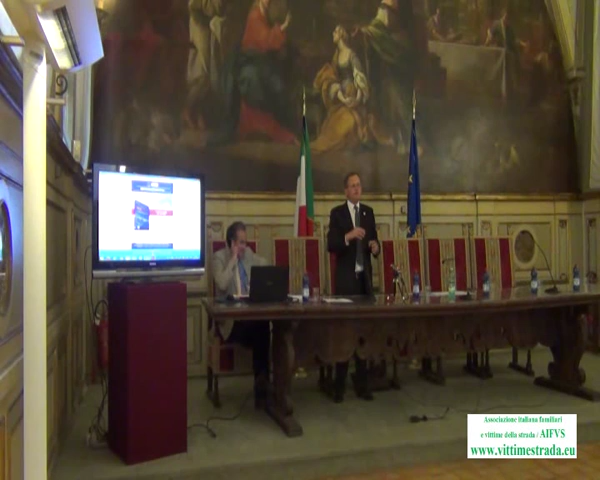 Associazione italiana familiari
e vittime della strada / AIFVS
www.vittimestrada.eu